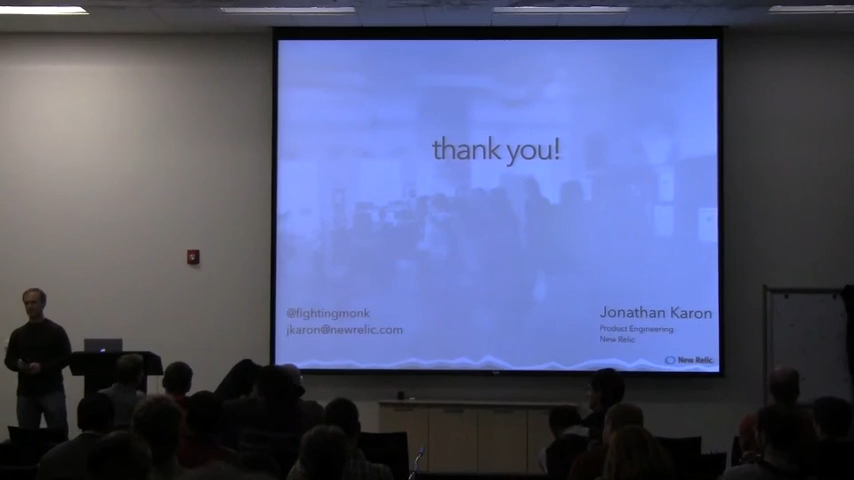 thank you!
@fightingmonk
jkaron@newrelic.com
Jonathan Karon
Product Engineering
New Relic
New Relic